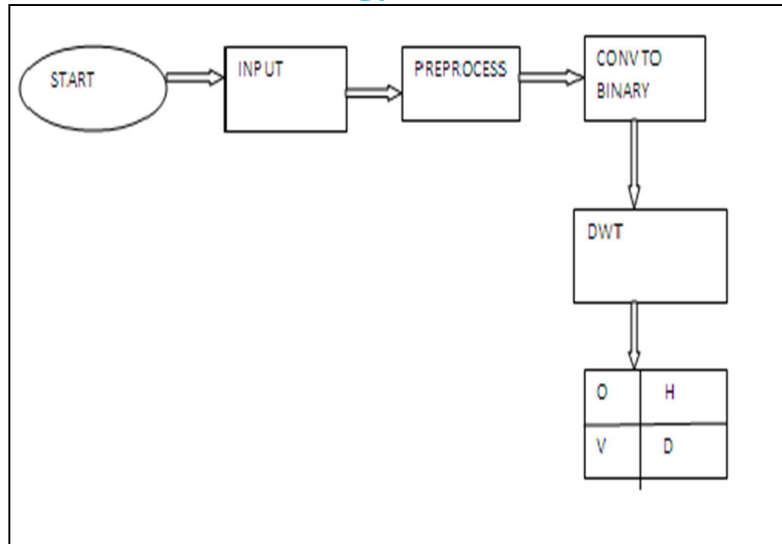 START
INPUT
PREPROCESS
CONV TO
BINARY
DWT
O H
V D